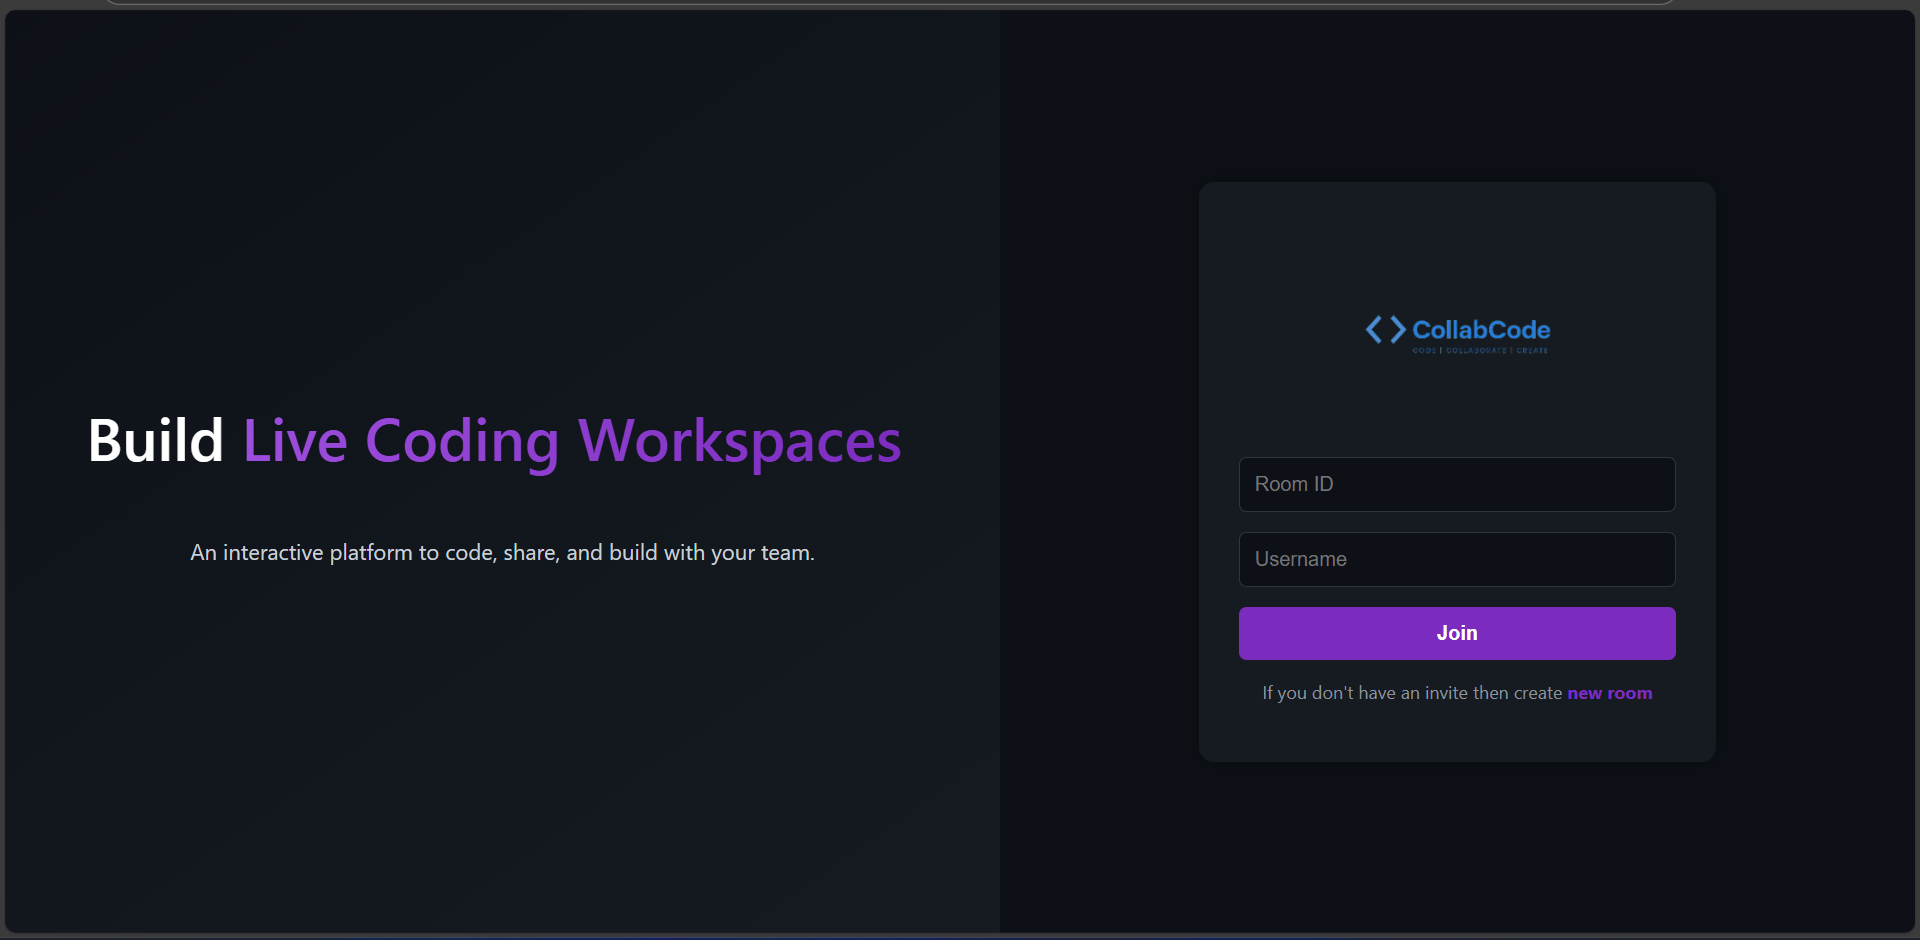 Build Live Coding Workspaces
An interactive platform to code, share, and build with your team.
CollabCode
CODE | COLLABORATE | CREATE
Room ID
Username
Join
If you don't have an invite then create new room